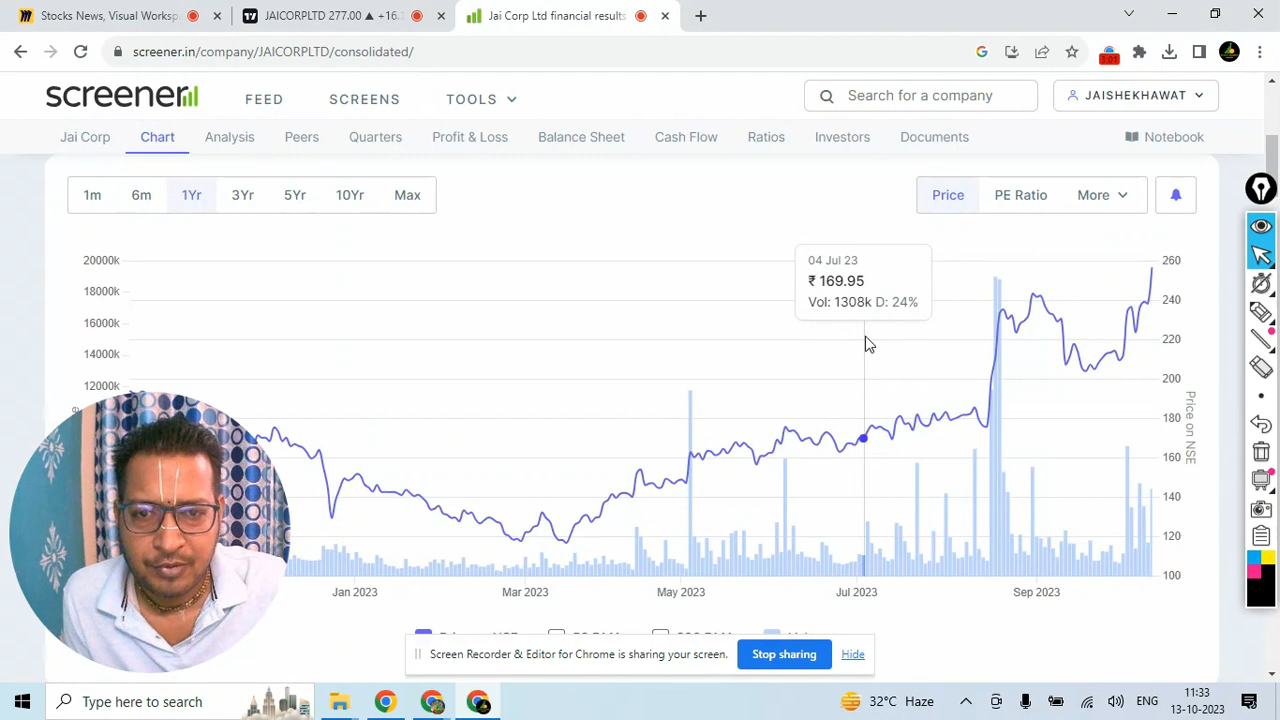 Stocks News, Visual Worksp
JAICORPLTD 277.00 ▲ +16.
Jai Corp Ltd financial results
screener.in/company/JAICORPLTD/consolidated/
3:01
screener
FEED
SCREENS
TOOLS
Search for a company
JAISHEKHAWAT
Jai Corp
Chart
Analysis
Peers
Quarters
Profit & Loss
Balance Sheet
Cash Flow
Ratios
Investors
Documents
Notebook
1m
6m
1Yr
3Yr
5Yr
10Yr
Max
Price
PE Ratio
More
04 Jul 23
₹ 169.95
Vol: 1308k D: 24%
20000k
18000k
16000k
14000k
12000k
260
240
220
200
180
160
140
120
100
Price on NSE
Jan 2023
Mar 2023
May 2023
Jul 2023
Sep 2023
Screen Recorder & Editor for Chrome is sharing your screen.
Stop sharing
Hide
Type here to search
32°C Haze
ENG
11:33
13-10-2023